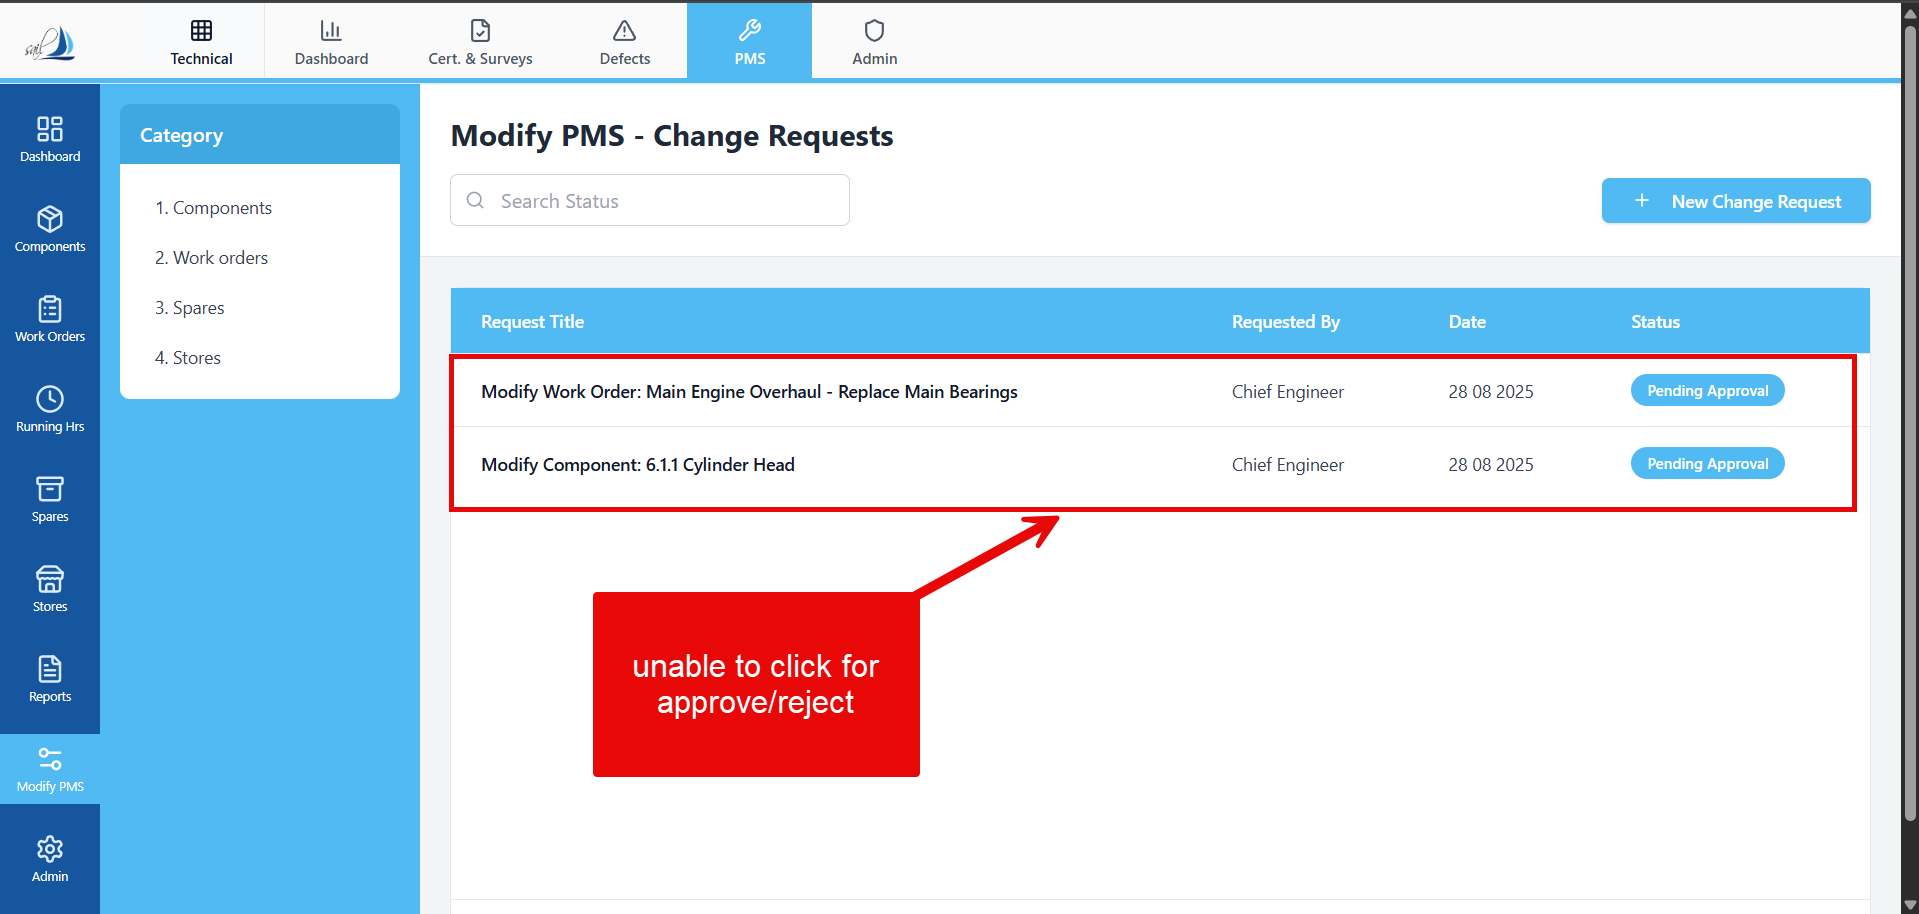 sail
Technical
Dashboard
Cert. & Surveys
Defects
PMS
Admin
Dashboard
Components
Work Orders
Running Hrs
Spares
Stores
Reports
Modify PMS
Admin
Category
1. Components
2. Work orders
3. Spares
4. Stores
Modify PMS - Change Requests
Search Status
New Change Request
Request Title Requested By Date Status
Modify Work Order: Main Engine Overhaul - Replace Main Bearings Chief Engineer 28 08 2025 Pending Approval
Modify Component: 6.1.1 Cylinder Head Chief Engineer 28 08 2025 Pending Approval
unable to click for
approve/reject